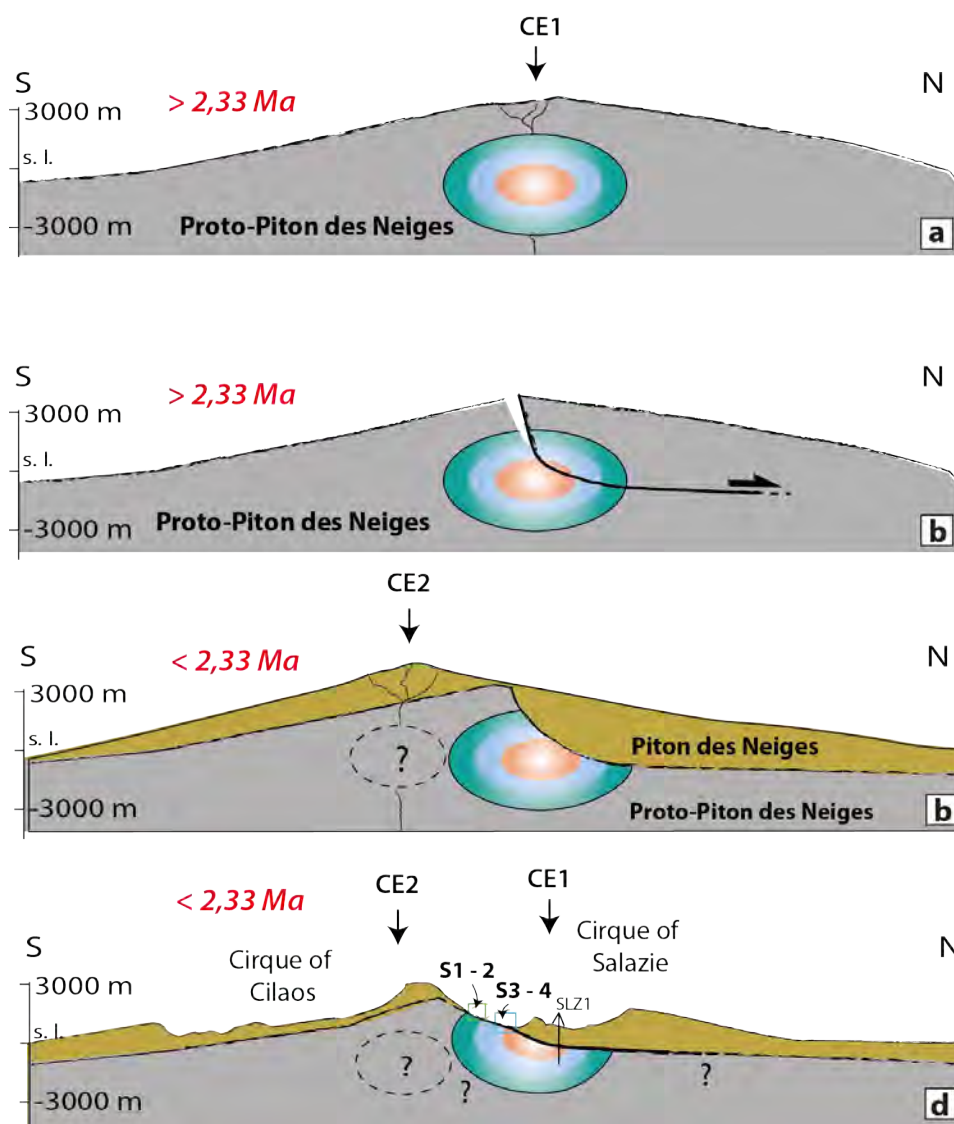 CE1
S
N
> 2,33 Ma
3000 m
s. l.
-3000 m
Proto-Piton des Neiges
a
S
N
> 2,33 Ma
3000 m
s. l.
-3000 m
Proto-Piton des Neiges
b
CE2
S
N
< 2,33 Ma
3000 m
s. l.
-3000 m
?
Piton des Neiges
Proto-Piton des Neiges
b
CE2
CE1
< 2,33 Ma
S
N
Cirque of
Cilaos
Cirque of
Salazie
S1 - 2
S3 - 4
SLZ1
3000 m
s. l.
-3000 m
?
?
?
d